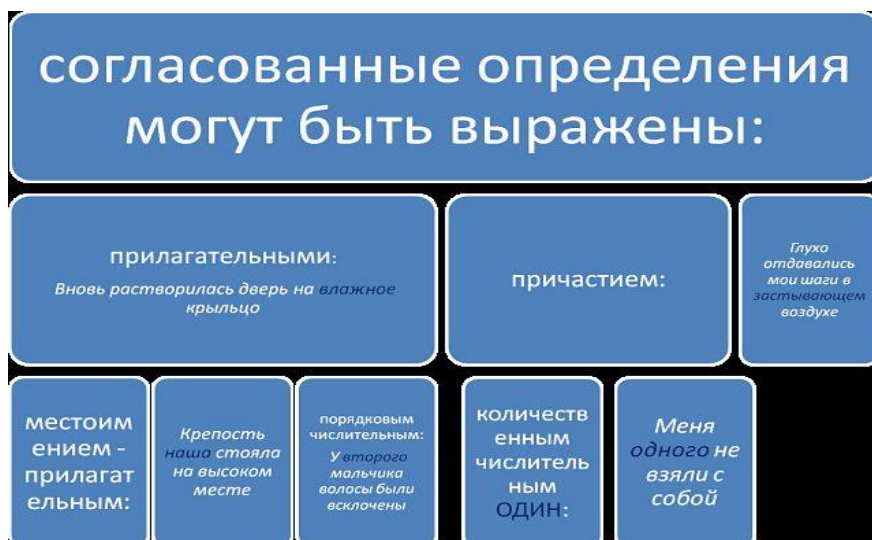 согласованные определения
могут быть выражены:
прилагательными:
Вновь растворилась дверь на влажное
крыльцо
причастием:
Глухо
отдавались
мои шаги в
застывающем
воздухе
местоим
ением -
прилагат
ельным:
Крепость
наша стояла
на высоком
месте
порядковым
числительным:
У второго
мальчика
волосы были
всклочены
количеств
енным
числитель
ным
ОДИН:
Меня
одного не
взяли с
собой